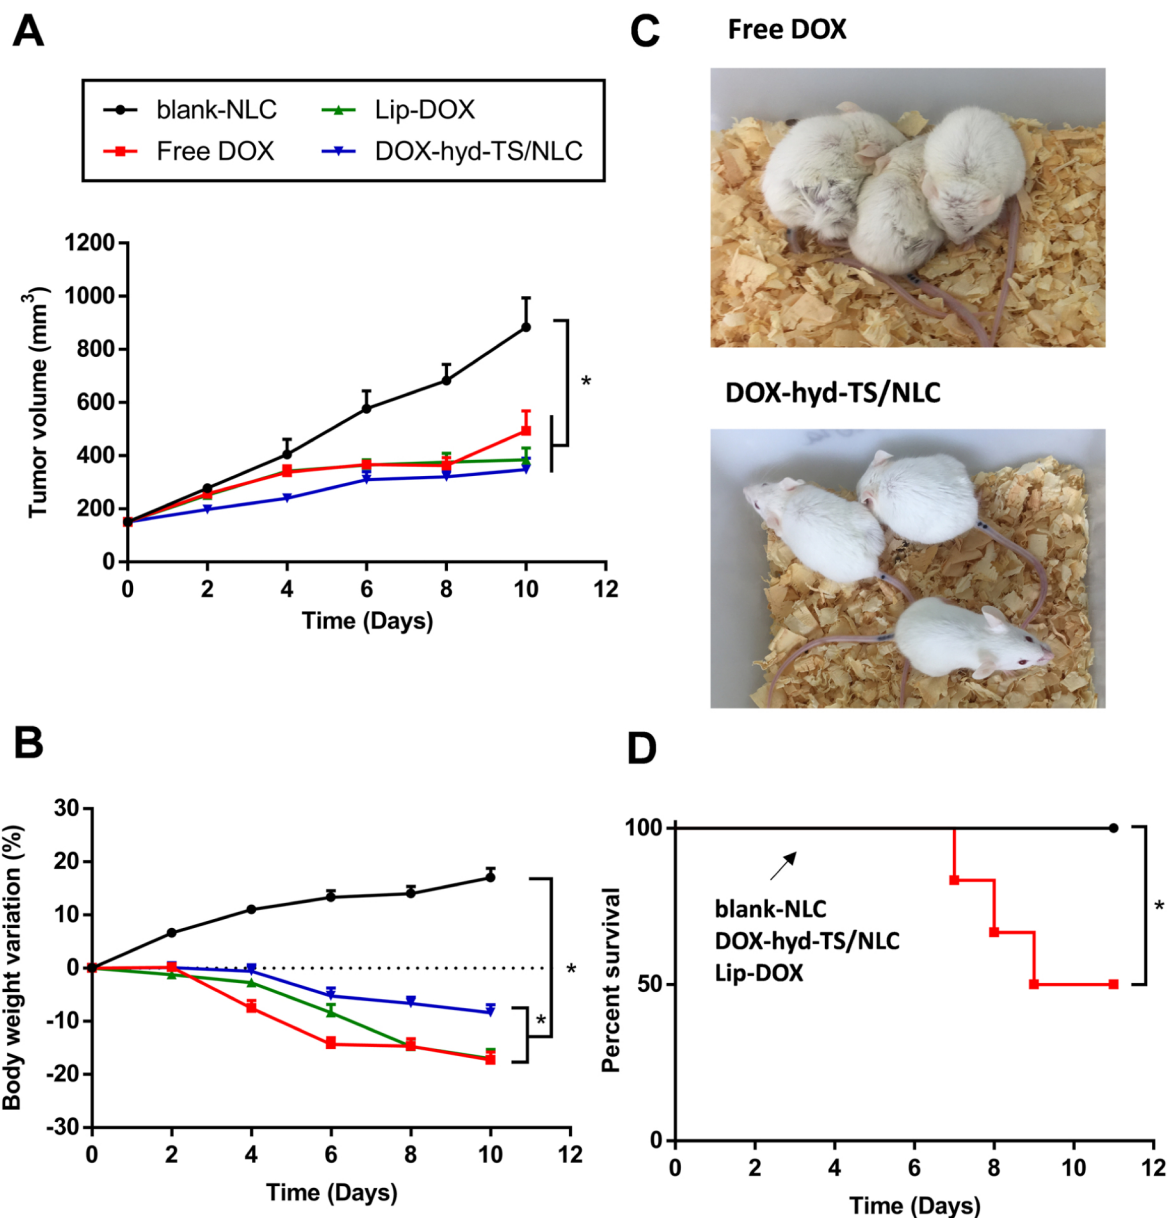 A
blank-NLC
Lip-DOX
Free DOX
DOX-hyd-TS/NLC
1200
1000
800
600
400
200
0
Tumor volume (mm³)
*
0 2 4 6 8 10 12
Time (Days)
C
Free DOX
DOX-hyd-TS/NLC
B
30
20
10
0
-10
-20
-30
Body weight variation (%)
*
*
0 2 4 6 8 10 12
Time (Days)
D
100
50
0
Percent survival
blank-NLC
DOX-hyd-TS/NLC
Lip-DOX
*
0 2 4 6 8 10 12
Time (Days)